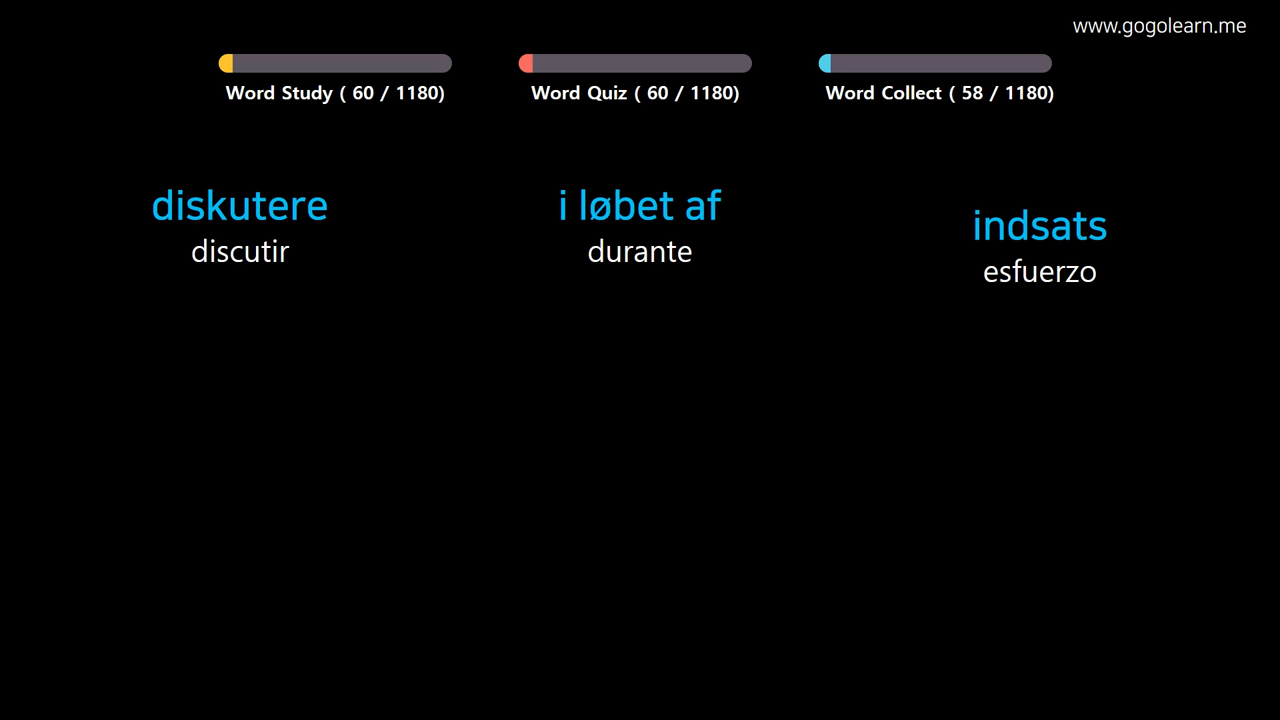 www.gogolearn.me
Word Study ( 60 / 1180)
Word Quiz ( 60 / 1180)
Word Collect ( 58 / 1180)
diskutere
discutir
i løbet af
durante
indsats
esfuerzo